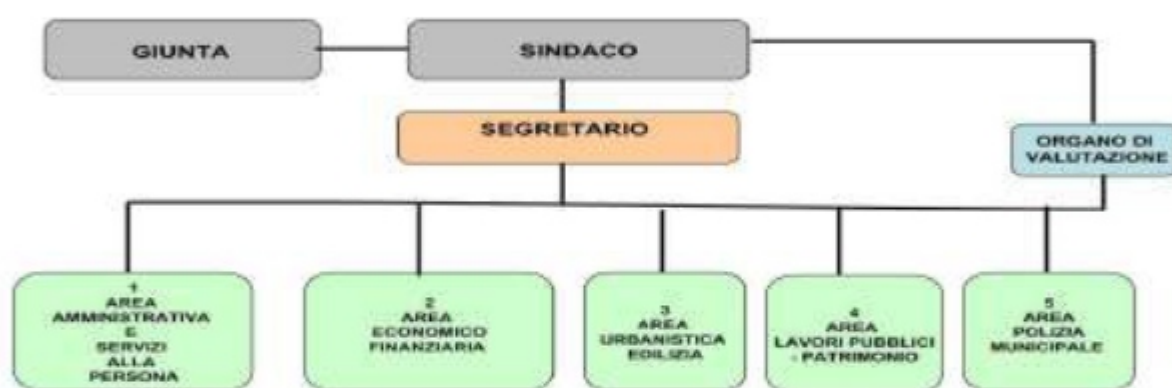 GIUNTA
SINDACO
SEGRETARIO
ORGANO DI
VALUTAZIONE
1
AREA
AMMINISTRATIVA
E
SERVIZI
ALLA
PERSONA
2
AREA
ECONOMICO
FINANZIARIA
3
AREA
URBANISTICA
EDILIZIA
4
AREA
LAVORI PUBBLICI
- PATRIMONIO
5
AREA
POLIZIA
MUNICIPALE